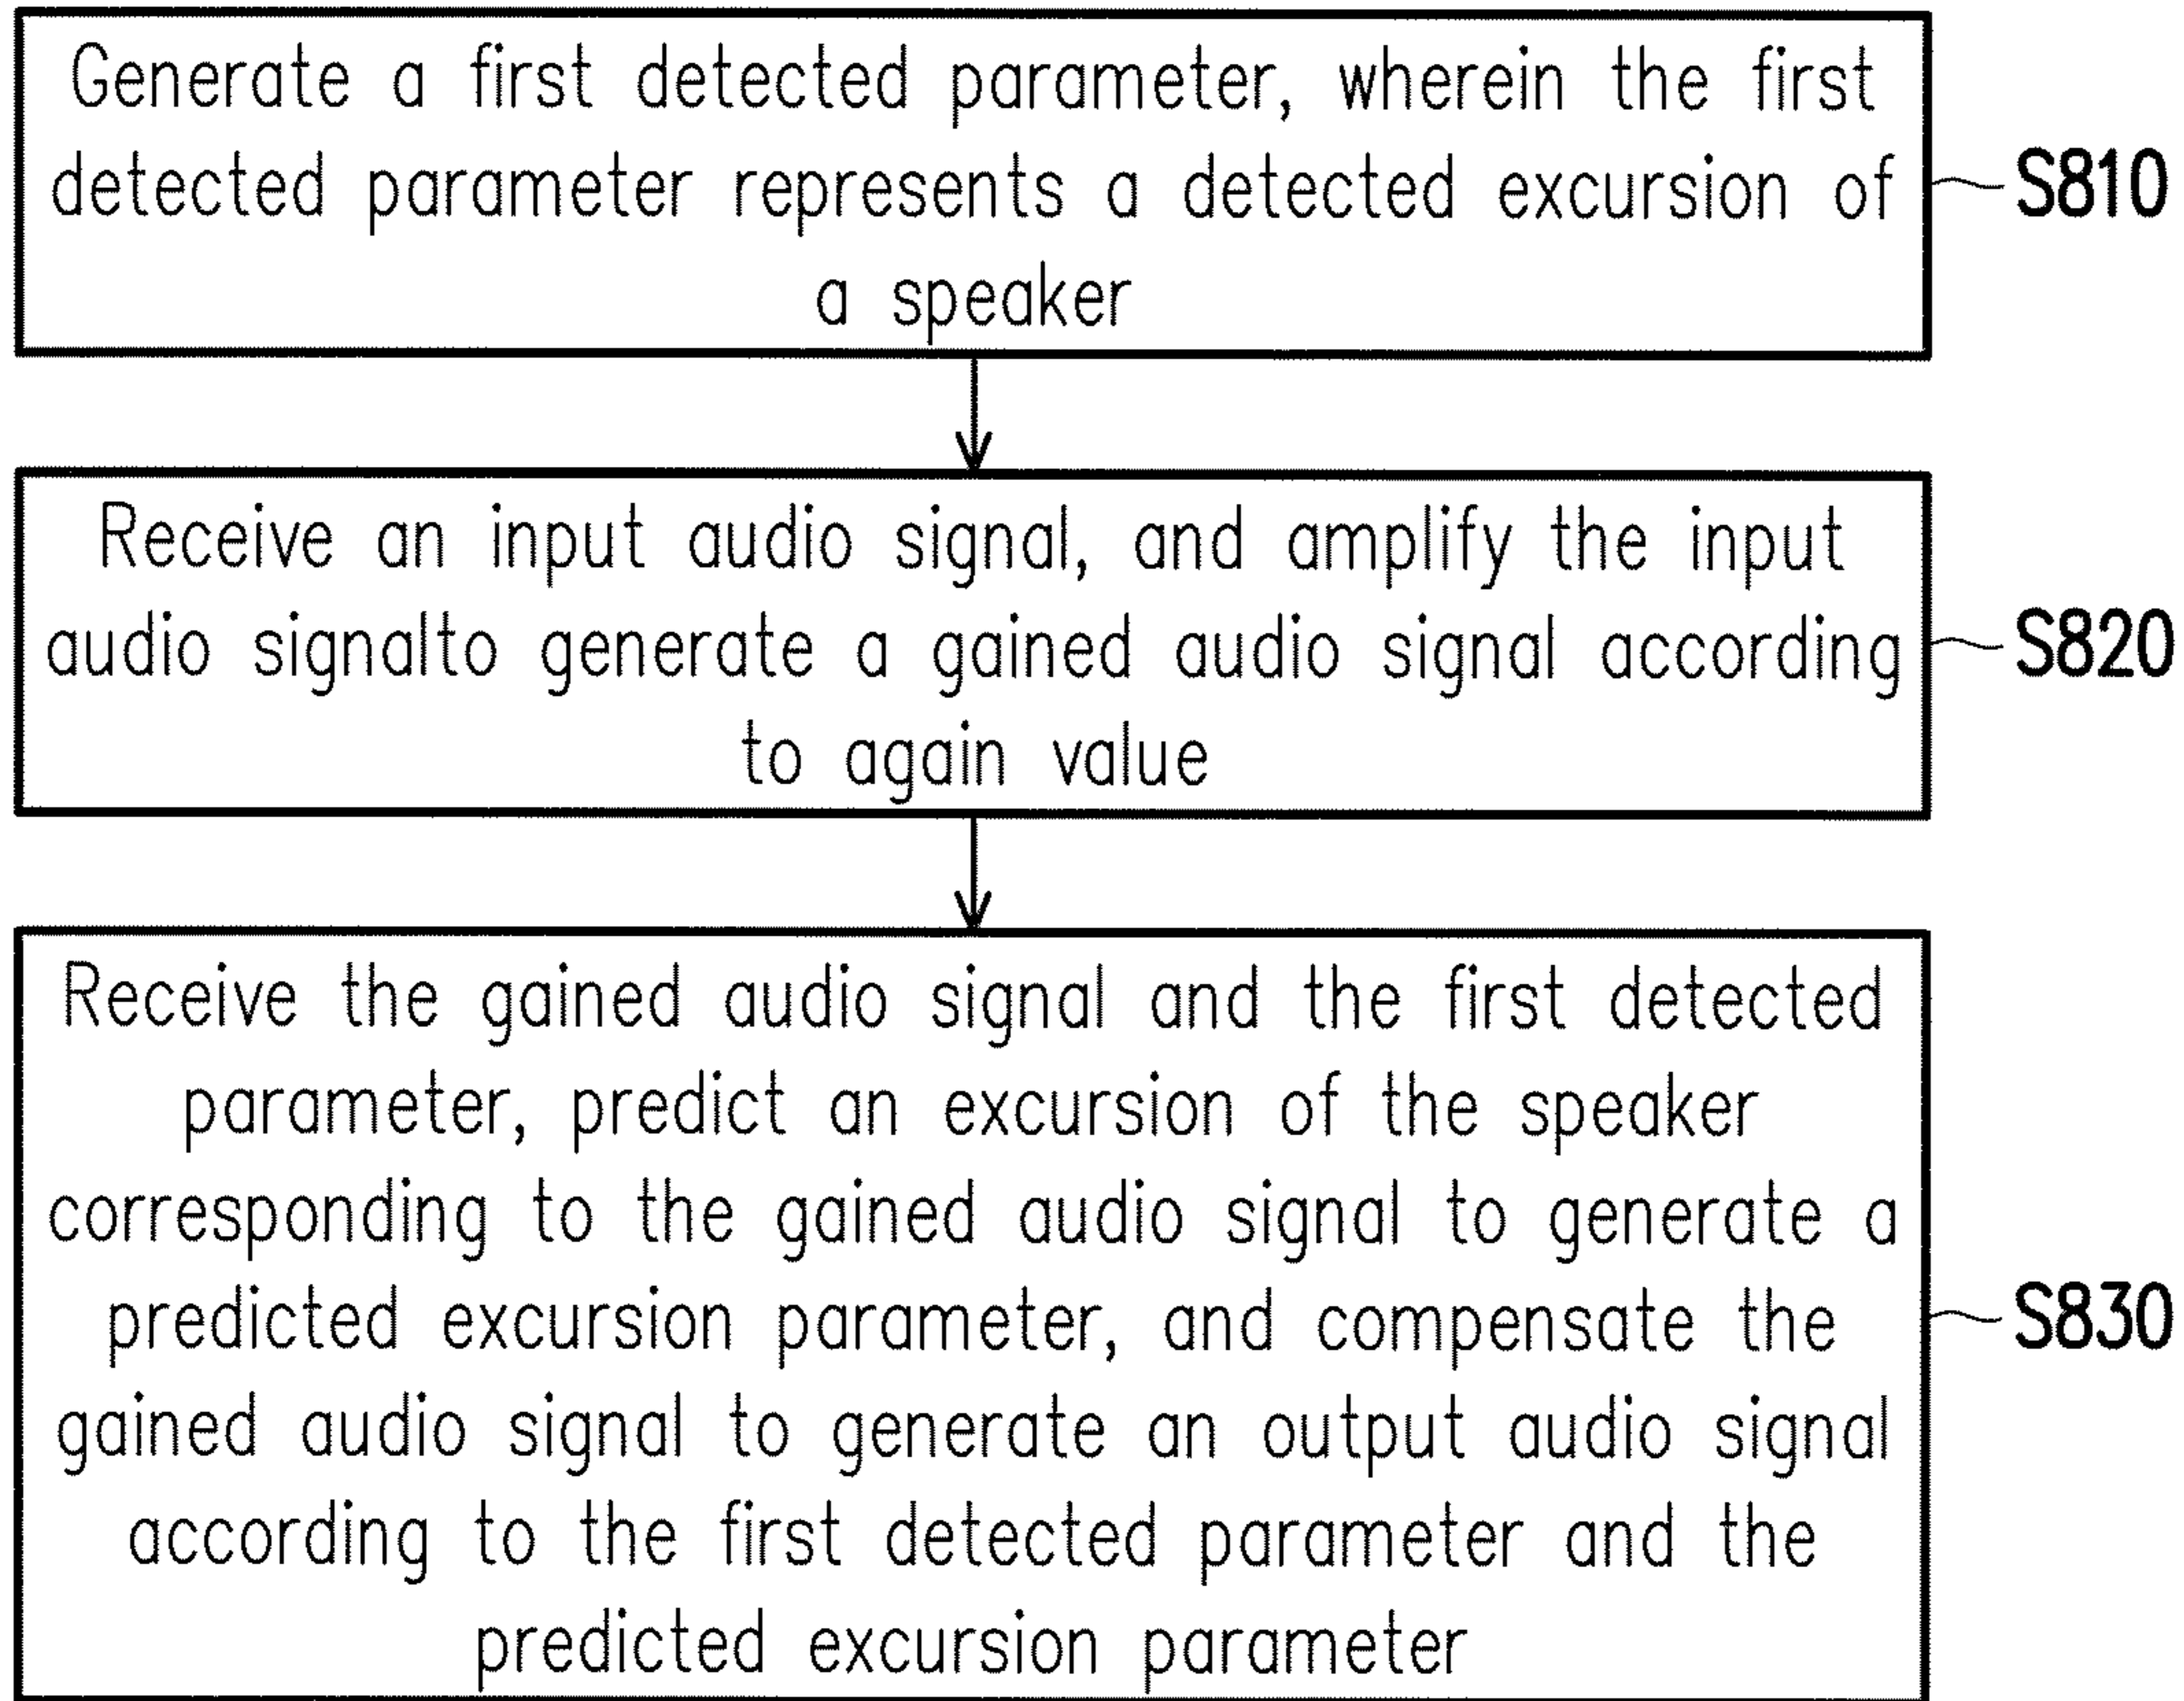 Generate a first detected parameter, wherein the first
detected parameter represents a detected excursion of
a speaker
S810
Receive an input audio signal, and amplify the input
audio signalto generate a gained audio signal according
to again value
S820
Receive the gained audio signal and the first detected
parameter, predict an excursion of the speaker
corresponding to the gained audio signal to generate a
predicted excursion parameter, and compensate the
gained audio signal to generate an output audio signal
according to the first detected parameter and the
predicted excursion parameter
S830